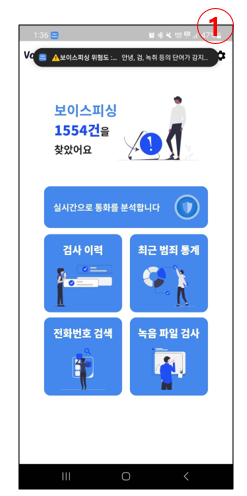 1
1:36
⚠보이스피싱 위험도 :... 안녕, 검, 녹취 등의 단어가 감지...
보이스피싱
1554건을
찾았어요
실시간으로 통화를 분석합니다
검사 이력
최근 범죄 통계
전화번호 검색
녹음 파일 검사